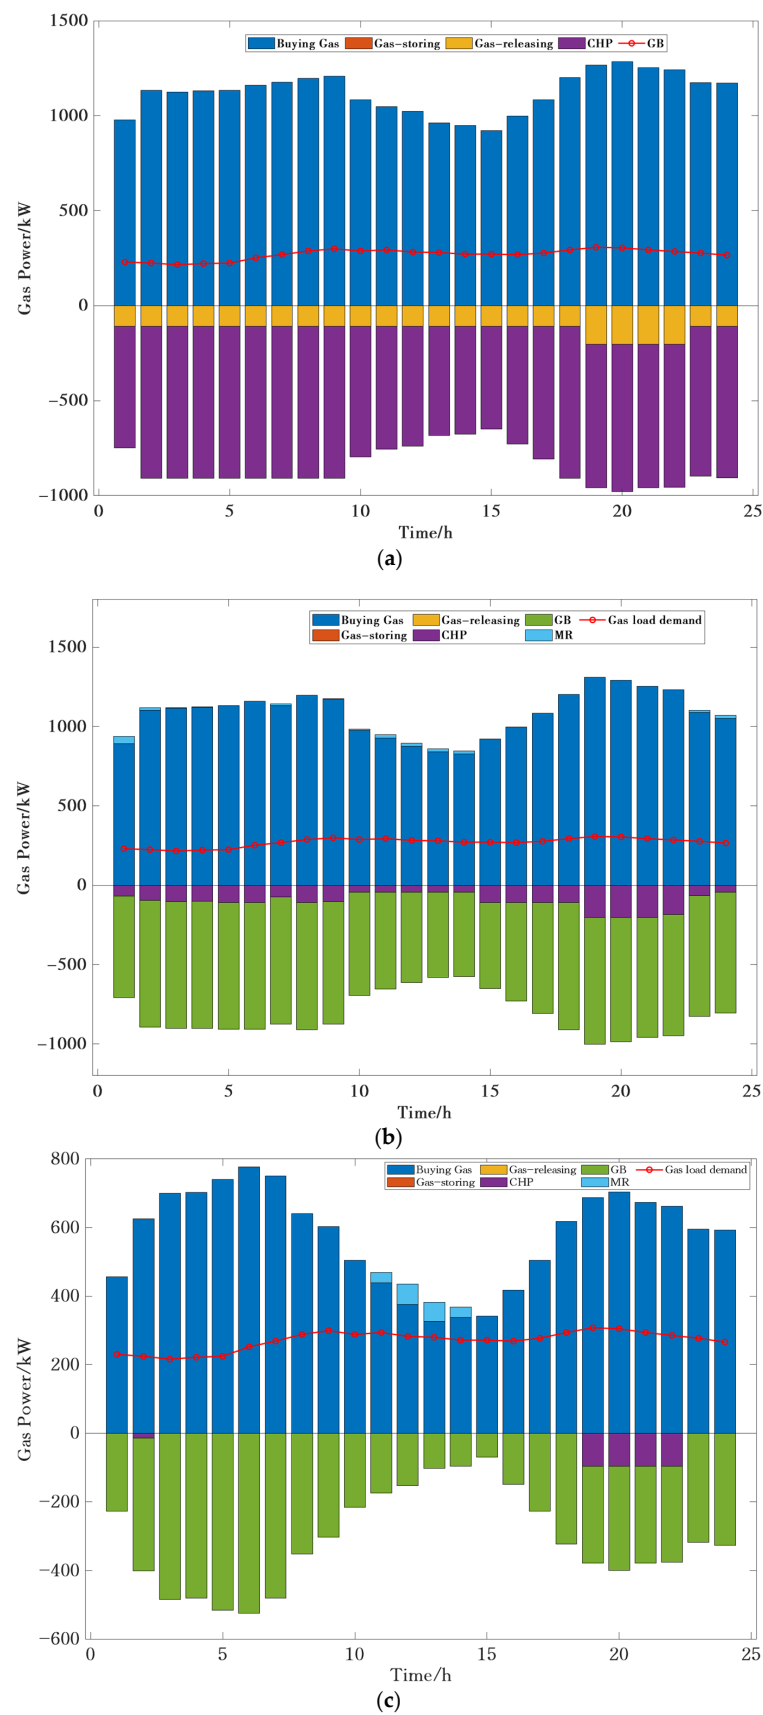 1500
Buying Gas Gas-storing Gas-releasing CHP GB
1000
500
0
-500
-1000
Gas Power/kW
0 5 10 15 20 25
Time/h
(a)
Buying Gas Gas-releasing GB Gas load demand
Gas-storing CHP MR
1500
1000
500
0
-500
-1000
Gas Power/kW
0 5 10 15 20 25
Time/h
(b)
800
Buying Gas Gas-releasing GB Gas load demand
Gas-storing CHP MR
600
400
200
0
-200
-400
-600
Gas Power/kW
0 5 10 15 20 25
Time/h
(c)